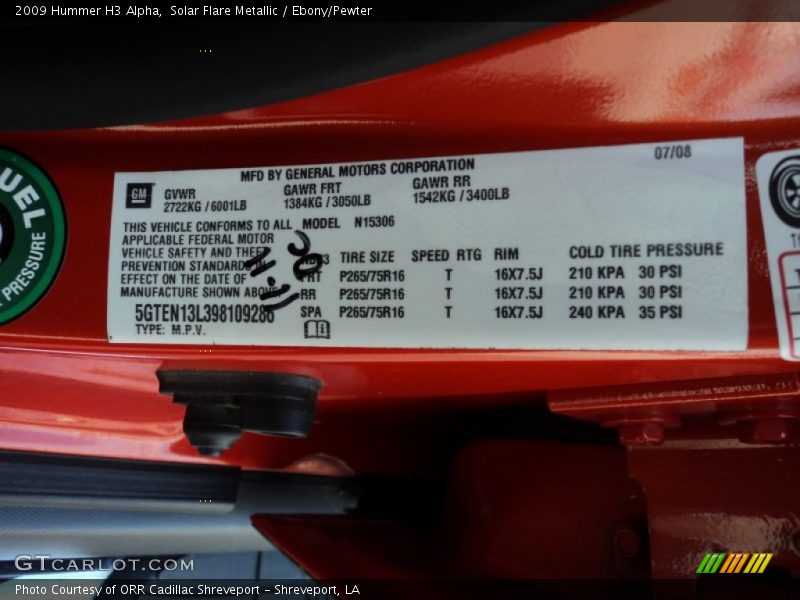 2009 Hummer H3 Alpha,  Solar Flare Metallic / Ebony/Pewter
UEL
PRESSURE
MFD BY GENERAL MOTORS CORPORATION
07/08
GM
GVWR
GAWR FRT
GAWR RR
2722KG / 6001LB
1384KG / 3050LB
1542KG / 3400LB
THIS VEHICLE CONFORMS TO ALL MODEL N15306
APPLICABLE FEDERAL MOTOR
VEHICLE SAFETY AND THEFT
PREVENTION STANDARDS IN
EFFECT ON THE DATE OF
MANUFACTURE SHOWN ABOVE
TIRE SIZE SPEED RTG RIM COLD TIRE PRESSURE
FRT P265/75R16 T 16X7.5J 210 KPA 30 PSI
RR P265/75R16 T 16X7.5J 210 KPA 30 PSI
SPA P265/75R16 T 16X7.5J 240 KPA 35 PSI
5GTEN13L398109286
TYPE: M.P.V.
GTCARLOT.COM
Photo Courtesy of ORR Cadillac Shreveport - Shreveport, LA